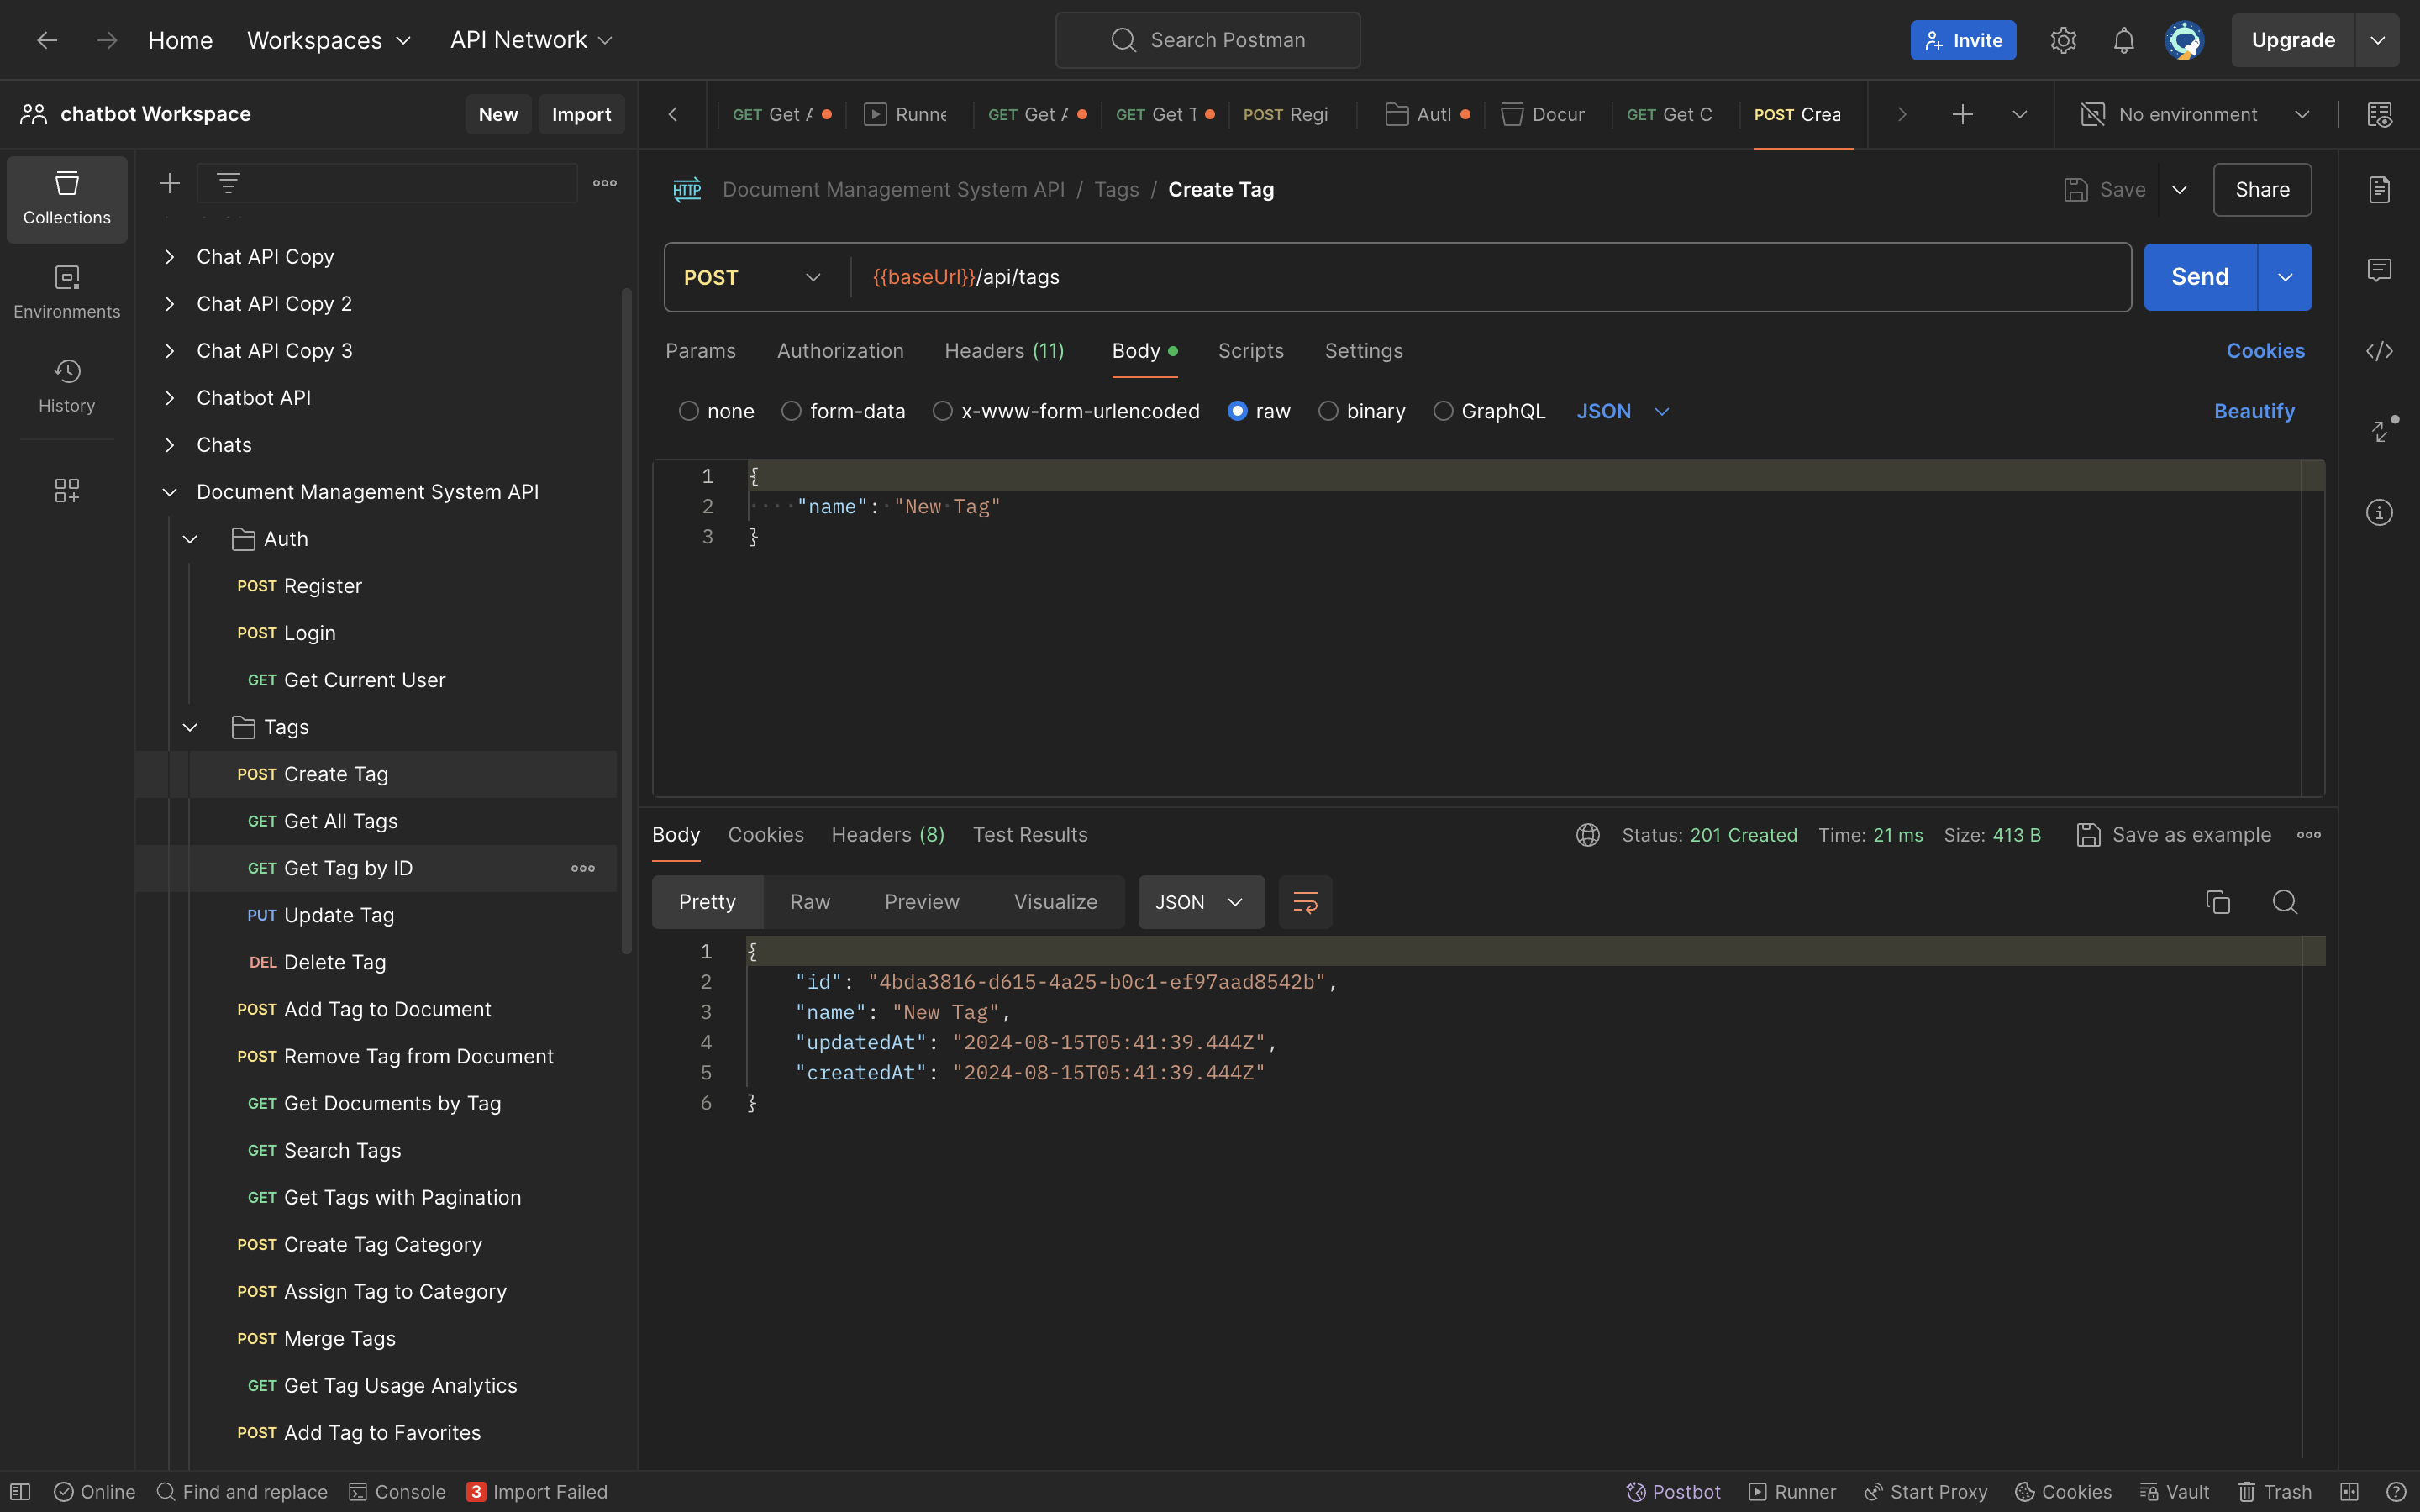 Home Workspaces API Network Search Postman Invite Upgrade
chatbot Workspace New Import
GET Get A Runne GET Get A GET Get T POST Regi Autl Docur GET Get C POST Crea No environment
Collections
Environments
History
Chat API Copy
Chat API Copy 2
Chat API Copy 3
Chatbot API
Chats
Document Management System API
Auth
POST Register
POST Login
GET Get Current User
Tags
POST Create Tag
GET Get All Tags
GET Get Tag by ID
PUT Update Tag
DEL Delete Tag
POST Add Tag to Document
POST Remove Tag from Document
GET Get Documents by Tag
GET Search Tags
GET Get Tags with Pagination
POST Create Tag Category
POST Assign Tag to Category
POST Merge Tags
GET Get Tag Usage Analytics
POST Add Tag to Favorites
HTTP Document Management System API / Tags / Create Tag Save Share
POST {{baseUrl}}/api/tags Send
Params Authorization Headers (11) Body Scripts Settings Cookies
none form-data x-www-form-urlencoded raw binary GraphQL JSON Beautify
1 {
2 ····"name":·"New·Tag"
3 }
Body Cookies Headers (8) Test Results Status: 201 Created Time: 21 ms Size: 413 B Save as example
Pretty Raw Preview Visualize JSON
1 {
2 "id": "4bda3816-d615-4a25-b0c1-ef97aad8542b",
3 "name": "New Tag",
4 "updatedAt": "2024-08-15T05:41:39.444Z",
5 "createdAt": "2024-08-15T05:41:39.444Z"
6 }
Online Find and replace Console 3 Import Failed Postbot Runner Start Proxy Cookies Vault Trash